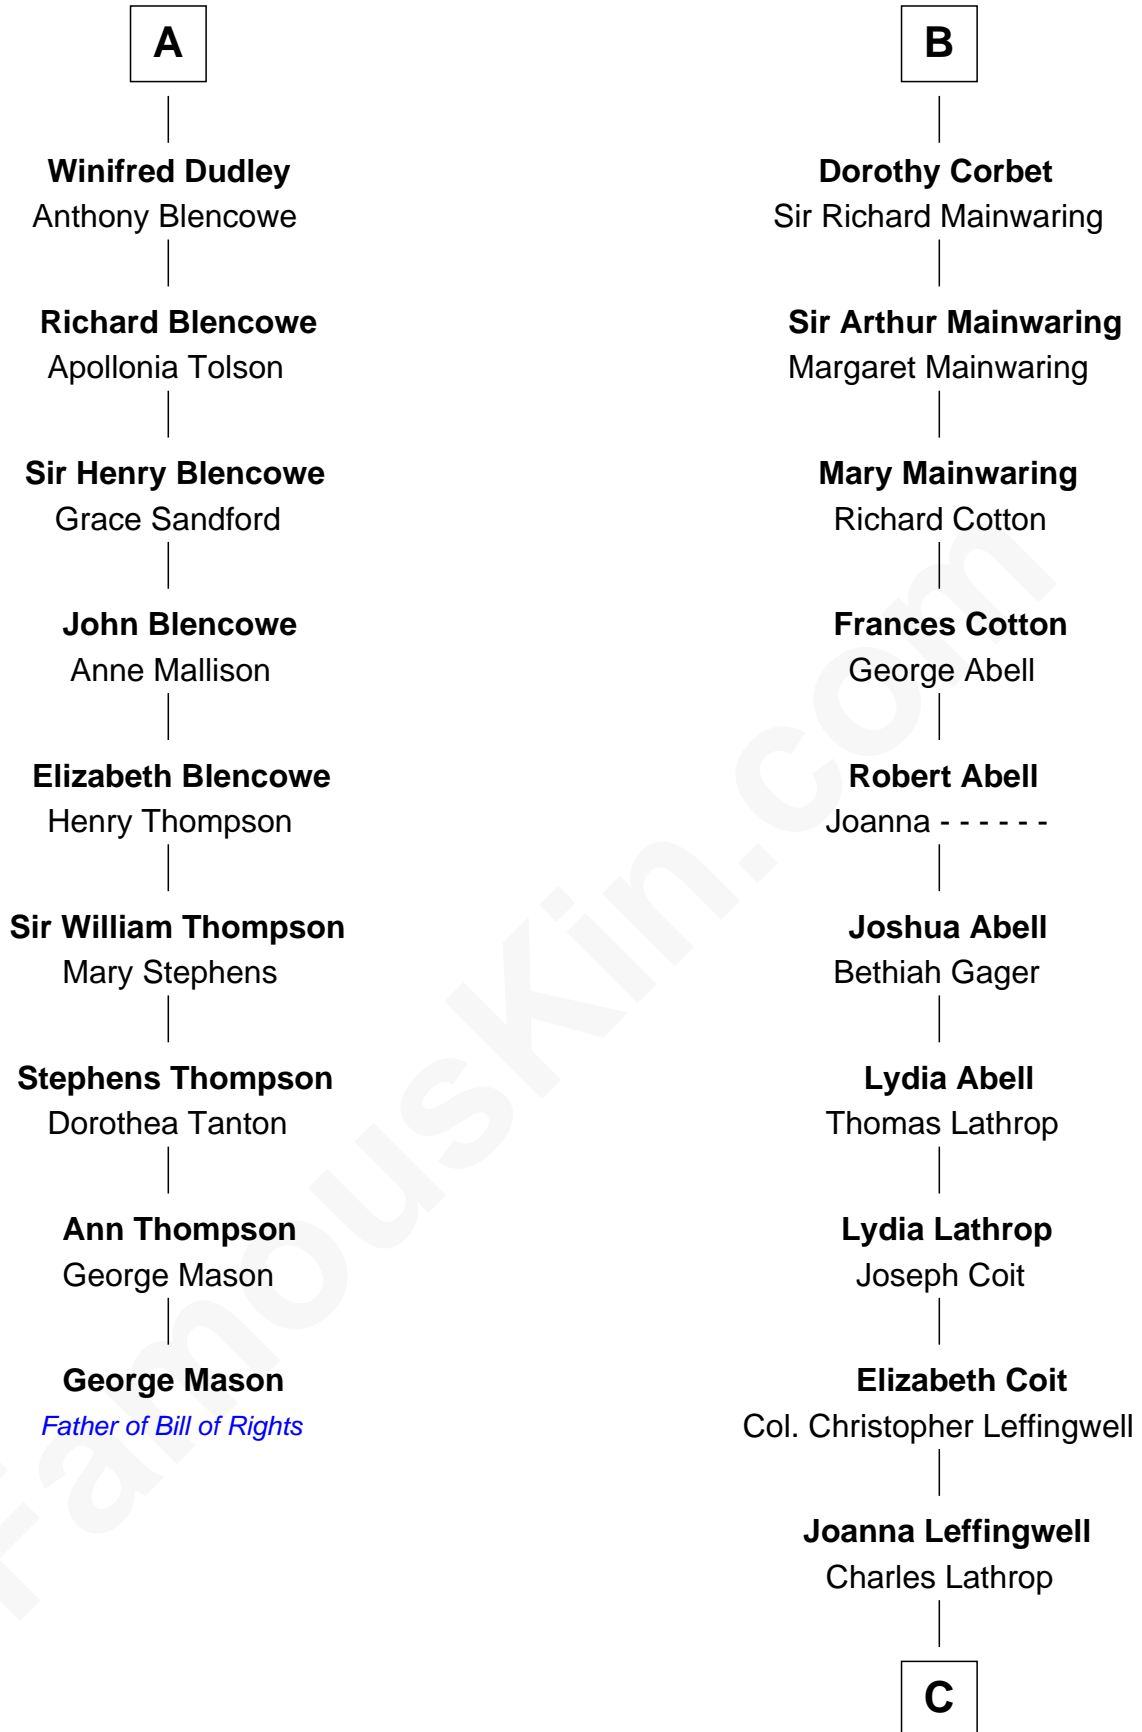 A
Winifred Dudley
Anthony Blencowe
Richard Blencowe
Apollonia Tolson
Sir Henry Blencowe
Grace Sandford
John Blencowe
Anne Mallison
Elizabeth Blencowe
Henry Thompson
Sir William Thompson
Mary Stephens
Stephens Thompson
Dorothea Tanton
Ann Thompson
George Mason
George Mason
Father of Bill of Rights
B
Dorothy Corbet
Sir Richard Mainwaring
Sir Arthur Mainwaring
Margaret Mainwaring
Mary Mainwaring
Richard Cotton
Frances Cotton
George Abell
Robert Abell
Joanna - - - - - -
Joshua Abell
Bethiah Gager
Lydia Abell
Thomas Lathrop
Lydia Lathrop
Joseph Coit
Elizabeth Coit
Col. Christopher Leffingwell
Joanna Leffingwell
Charles Lathrop
C
FamousKin.com